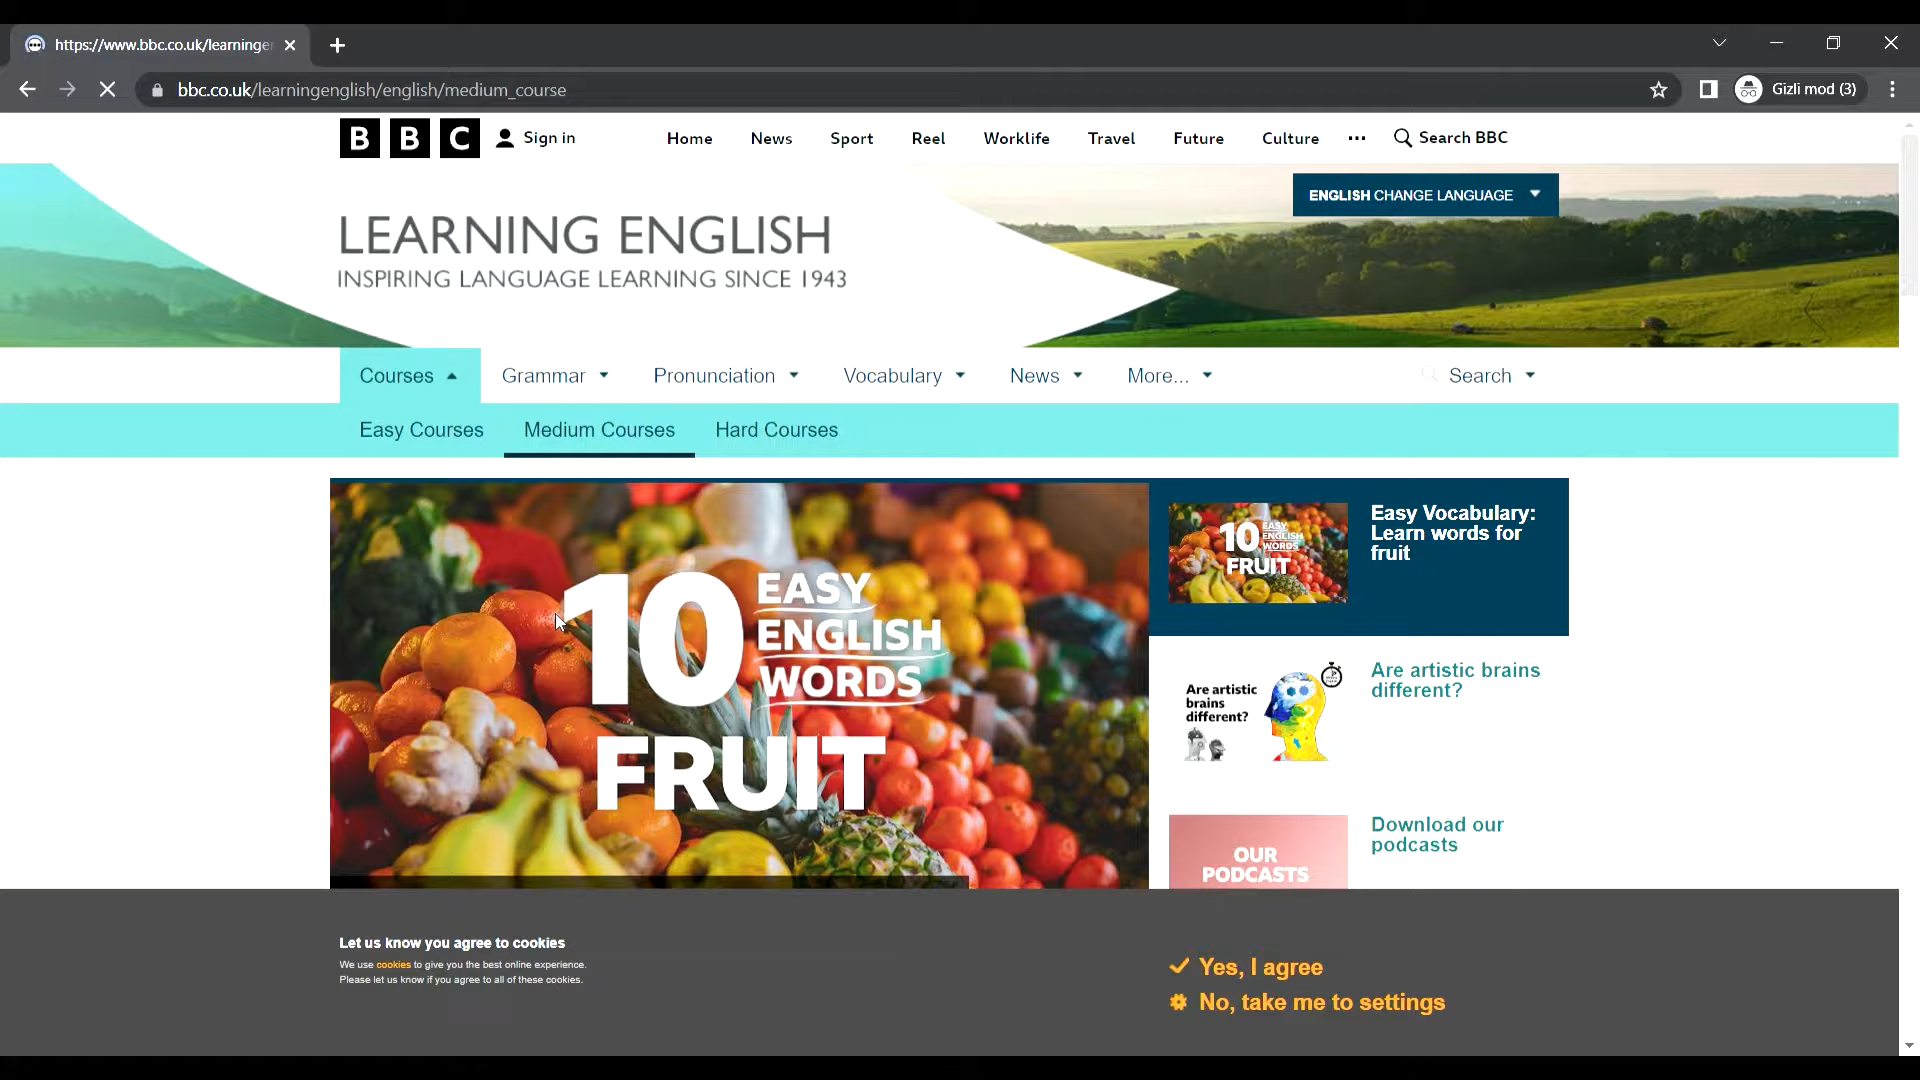 https://www.bbc.co.uk/learninger
bbc.co.uk/learningenglish/english/medium_course
Gizli mod (3)
BBC
Sign in
Home
News
Sport
Reel
Worklife
Travel
Future
Culture
Search BBC
ENGLISH CHANGE LANGUAGE
LEARNING ENGLISH
INSPIRING LANGUAGE LEARNING SINCE 1943
Courses
Grammar
Pronunciation
Vocabulary
News
More...
Search
Easy Courses
Medium Courses
Hard Courses
10 EASY
ENGLISH
WORDS
FRUIT
10 EASY
ENGLISH
WORDS
FRUIT
Easy Vocabulary:
Learn words for
fruit
Are artistic
brains
different?
Are artistic brains
different?
OUR
PODCASTS
Download our
podcasts
Let us know you agree to cookies
We use cookies to give you the best online experience.
Please let us know if you agree to all of these cookies.
Yes, I agree
No, take me to settings